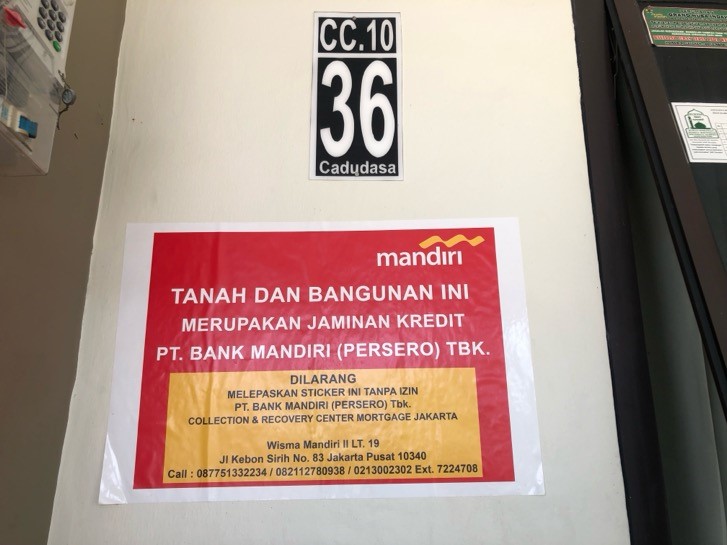 CC.10
36
Cadudasa
mandırı
TANAH DAN BANGUNAN INI
MERUPAKAN JAMINAN KREDIT
PT. BANK MANDIRI (PERSERO) TBK.
DILARANG
MELEPASKAN STICKER INI TANPA IZIN
PT. BANK MANDIRI (PERSERO) Tbk.
COLLECTION & RECOVERY CENTER MORTGAGE JAKARTA
Wisma Mandiri II LT. 19
Jl Kebon Sirih No. 83 Jakarta Pusat 10340
Call : 087751332234 / 082112780938 / 0213002302 Ext. 7224708